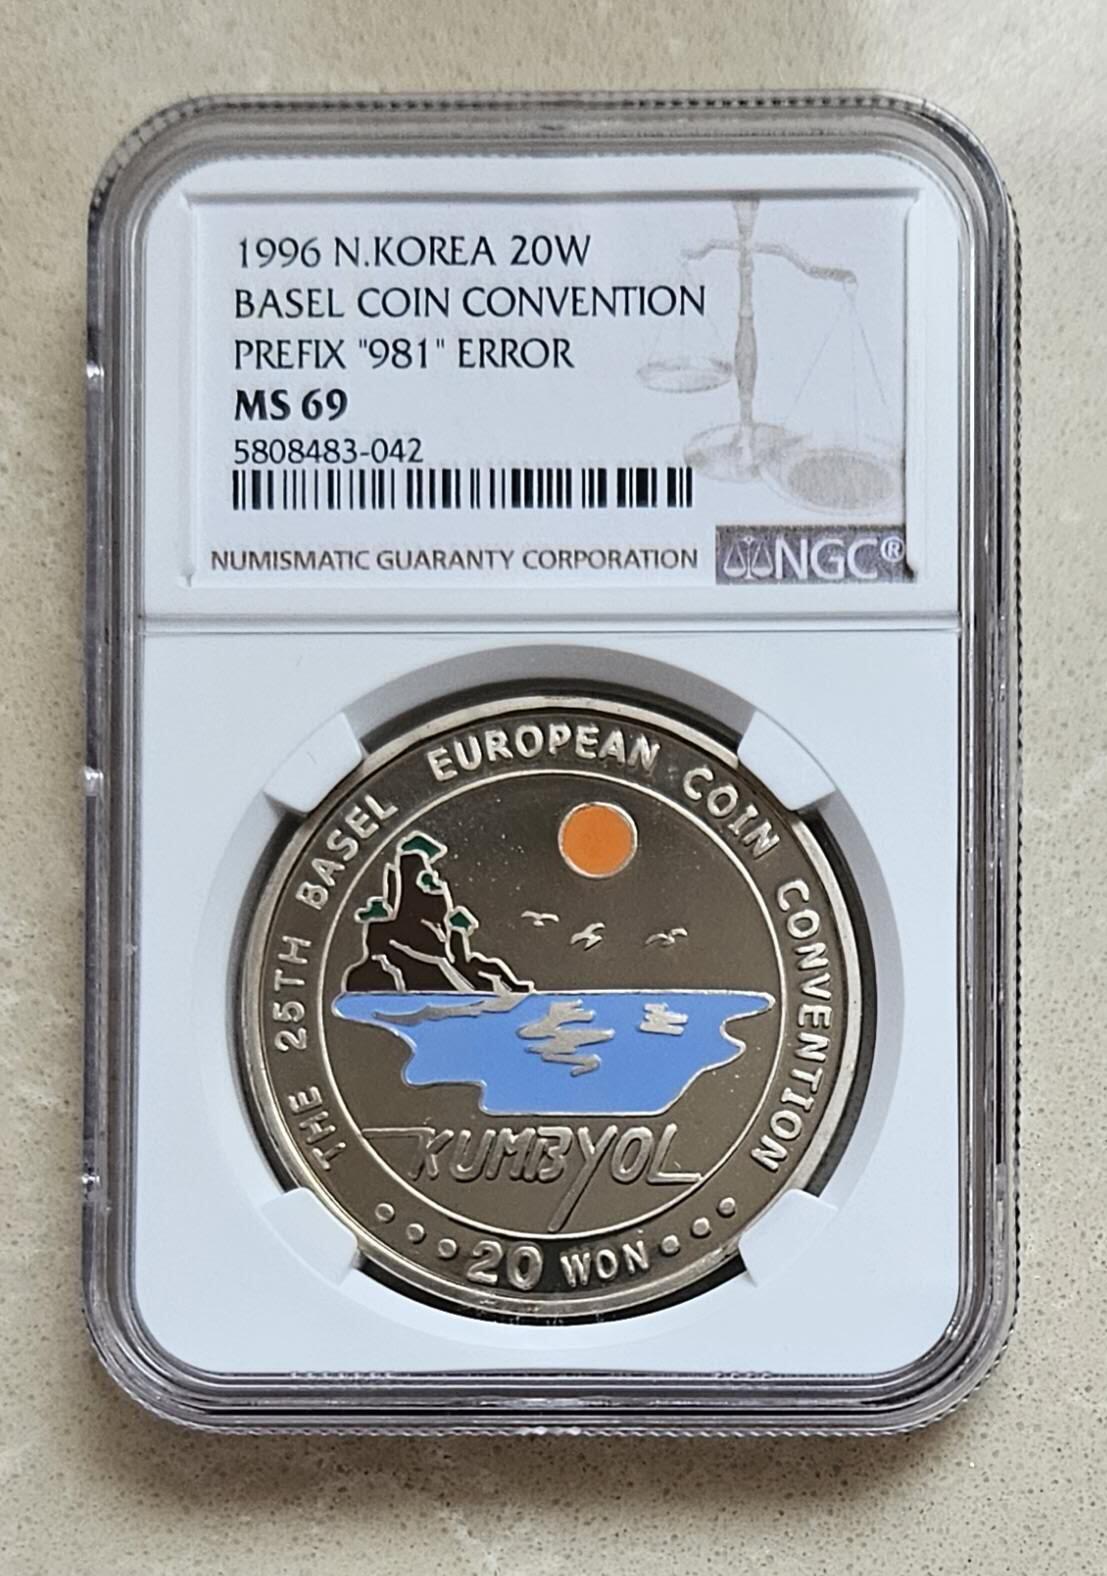 1996 N.KOREA 20W
BASEL COIN CONVENTION
PREFIX "981" ERROR
MS 69
5808483-042
NUMISMATIC GUARANTY CORPORATION
NGC®
THE 25TH BASEL EUROPEAN COIN CONVENTION
KUMBYOL
20 WON